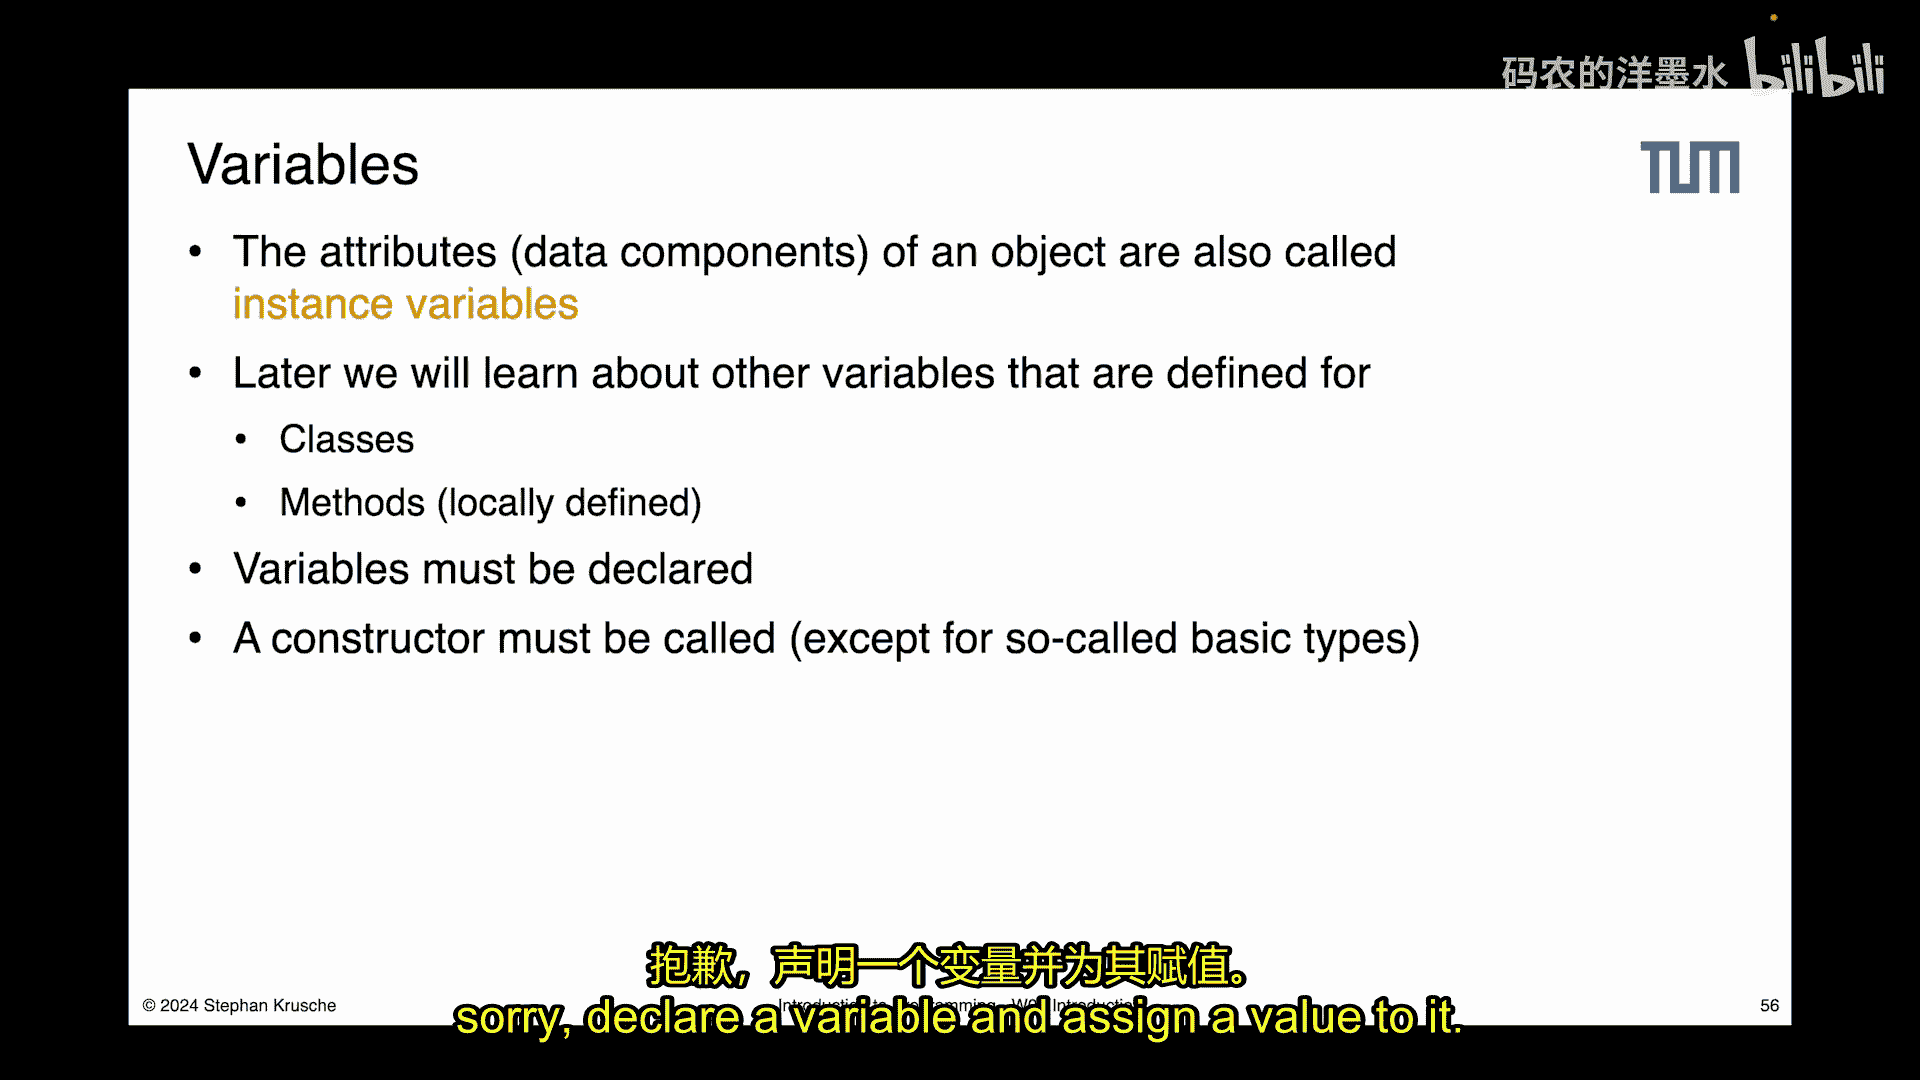 码农的洋墨水 bilibili
Variables
TUM
• The attributes (data components) of an object are also called
instance variables
• Later we will learn about other variables that are defined for
• Classes
• Methods (locally defined)
• Variables must be declared
• A constructor must be called (except for so-called basic types)
抱歉，声明一个变量并为其赋值。
© 2024 Stephan Krusche
56
sorry, declare a variable and assign a value to it.